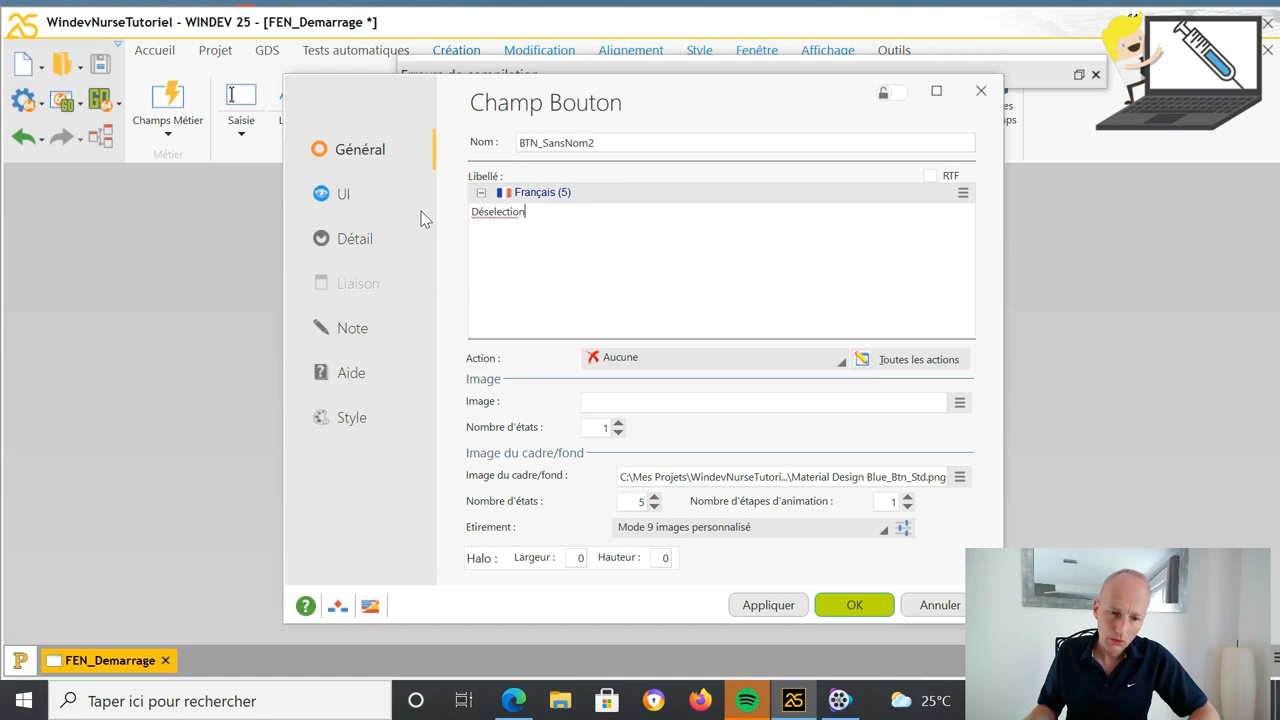 WindevNurseTutoriel - WINDEV 25 - [FEN_Demarrage *]
Accueil Projet GDS Tests automatiques Création Modification Alignement Style Fenêtre Affichage Outils
Champs Métier
Saisie
Métier
Champ Bouton
Général
UI
Détail
Liaison
Note
Aide
Style
Nom : BTN_SansNom2
Libellé : RTF
Français (5)
Déselection
Action : Aucune Toutes les actions
Image
Image :
Nombre d'états : 1
Image du cadre/fond
Image du cadre/fond : C:\Mes Projets\WindevNurseTutori...\Material Design Blue_Btn_Std.png
Nombre d'états : 5 Nombre d'étapes d'animation : 1
Etirement : Mode 9 images personnalisé
Halo : Largeur : 0 Hauteur : 0
Appliquer OK Annuler
FEN_Demarrage
Taper ici pour rechercher
25
25°C